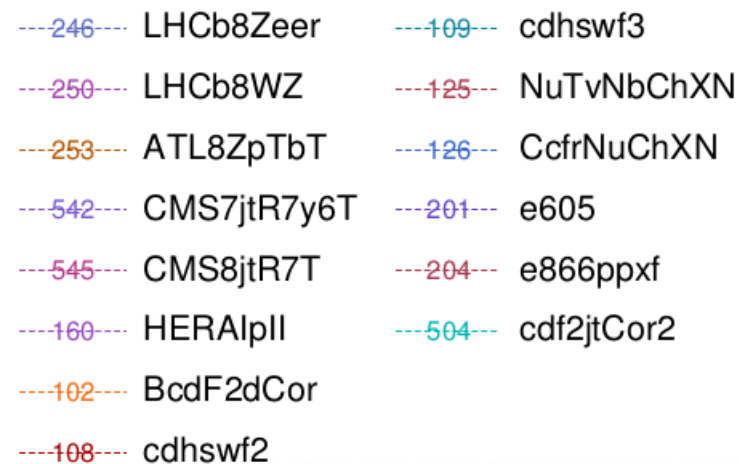 246 LHCb8Zeer
250 LHCb8WZ
253 ATL8ZpTbT
542 CMS7jtR7y6T
545 CMS8jtR7T
160 HERAIpII
102 BcdF2dCor
108 cdhswf2
109 cdhswf3
125 NuTvNbChXN
126 CcfrNuChXN
201 e605
204 e866ppxf
504 cdf2jtCor2